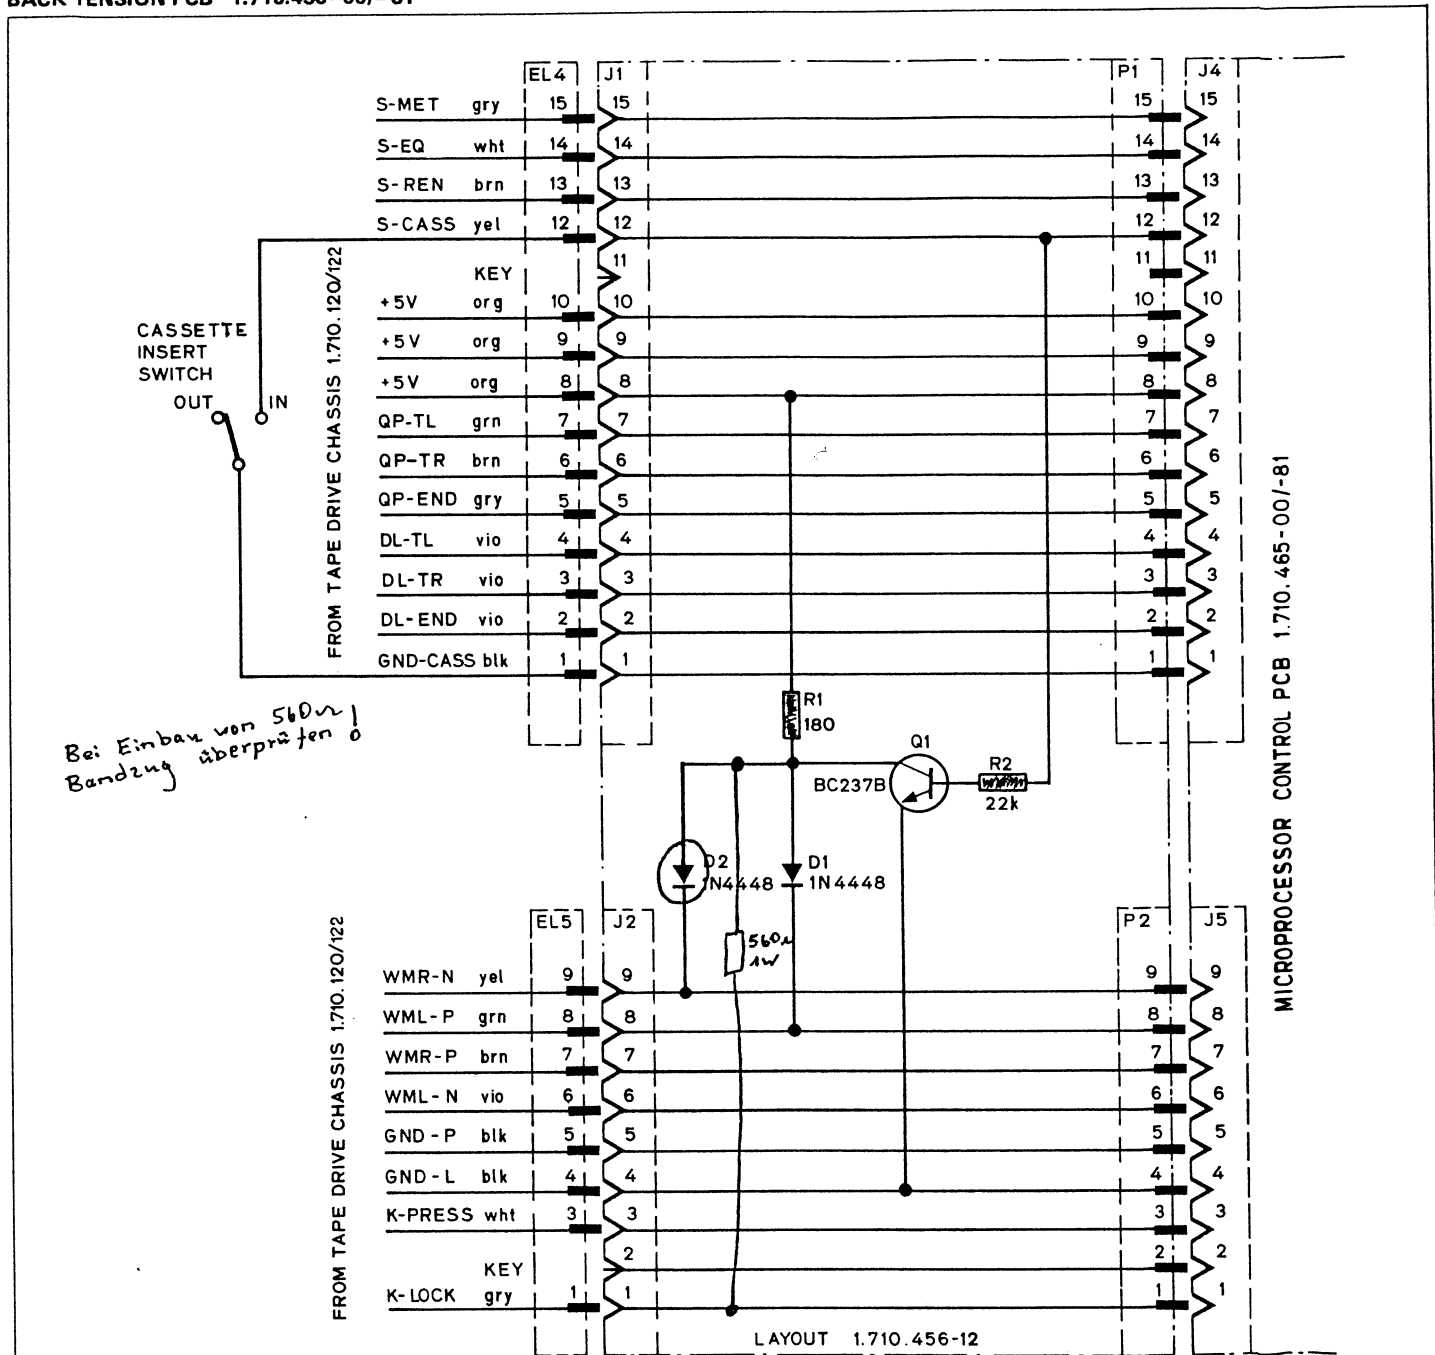 BACK TENSION PCB 1.710.456-00/-81
EL4 J1 P1 J4
S-MET gry 15 15 15 15
S-EQ wht 14 14 14 14
S-REN brn 13 13 13 13
S-CASS yel 12 12 12 12
KEY 11 11 11
+5V org 10 10 10 10
+5V org 9 9 9 9
+5V org 8 8 8 8
QP-TL grn 7 7 7 7
QP-TR brn 6 6 6 6
QP-END gry 5 5 5 5
DL-TL vio 4 4 4 4
DL-TR vio 3 3 3 3
DL-END vio 2 2 2 2
GND-CASS blk 1 1 1 1
FROM TAPE DRIVE CHASSIS 1.710.120/122
CASSETTE
INSERT
SWITCH
OUT IN
MICROPROCESSOR CONTROL PCB 1.710.465-00/-81
Bei Einbau von 560Ω !
Bandzug überprüfen
R1
180
Q1
BC237B
R2
22k
D2
1N4448
D1
1N4448
560Ω
1W
EL5 J2 P2 J5
WMR-N yel 9 9 9 9
WML-P grn 8 8 8 8
WMR-P brn 7 7 7 7
WML-N vio 6 6 6 6
GND-P blk 5 5 5 5
GND-L blk 4 4 4 4
K-PRESS wht 3 3 3 3
KEY 2 2 2
K-LOCK gry 1 1 1 1
FROM TAPE DRIVE CHASSIS 1.710.120/122
LAYOUT 1.710.456-12